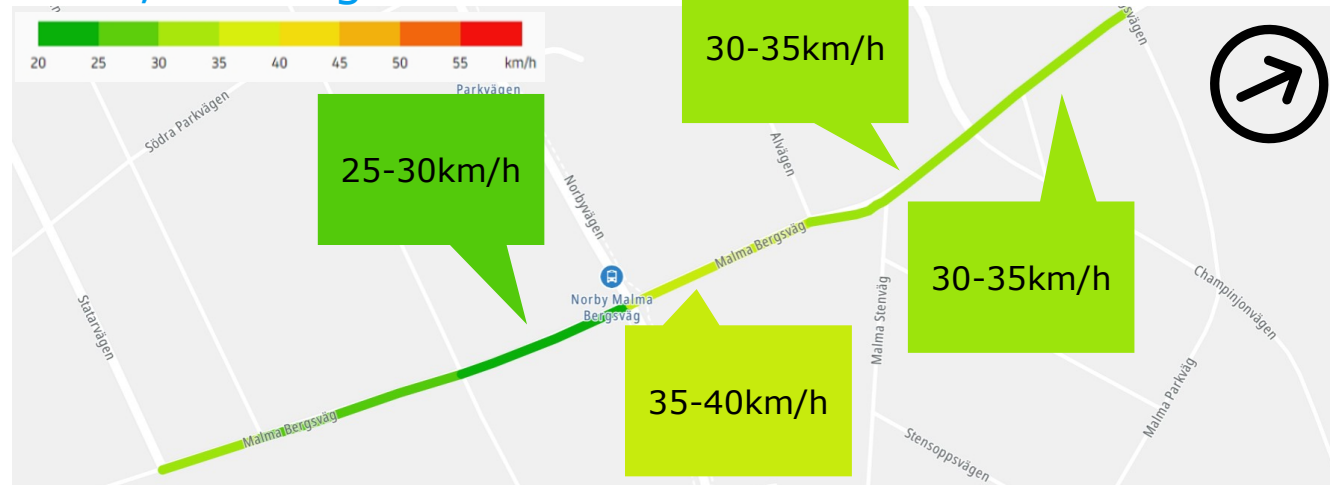 20 25 30 35 40 45 50 55 km/h
Parkvägen
Södra Parkvägen
30-35km/h
25-30km/h
Norbyvägen
Alvägen
Malma Bergsväg
Norby Malma
Bergsväg
30-35km/h
Champinjonvägen
Statarvägen
Malma Stenväg
35-40km/h
Malma Parkväg
Malma Bergsväg
Stensoppsvägen